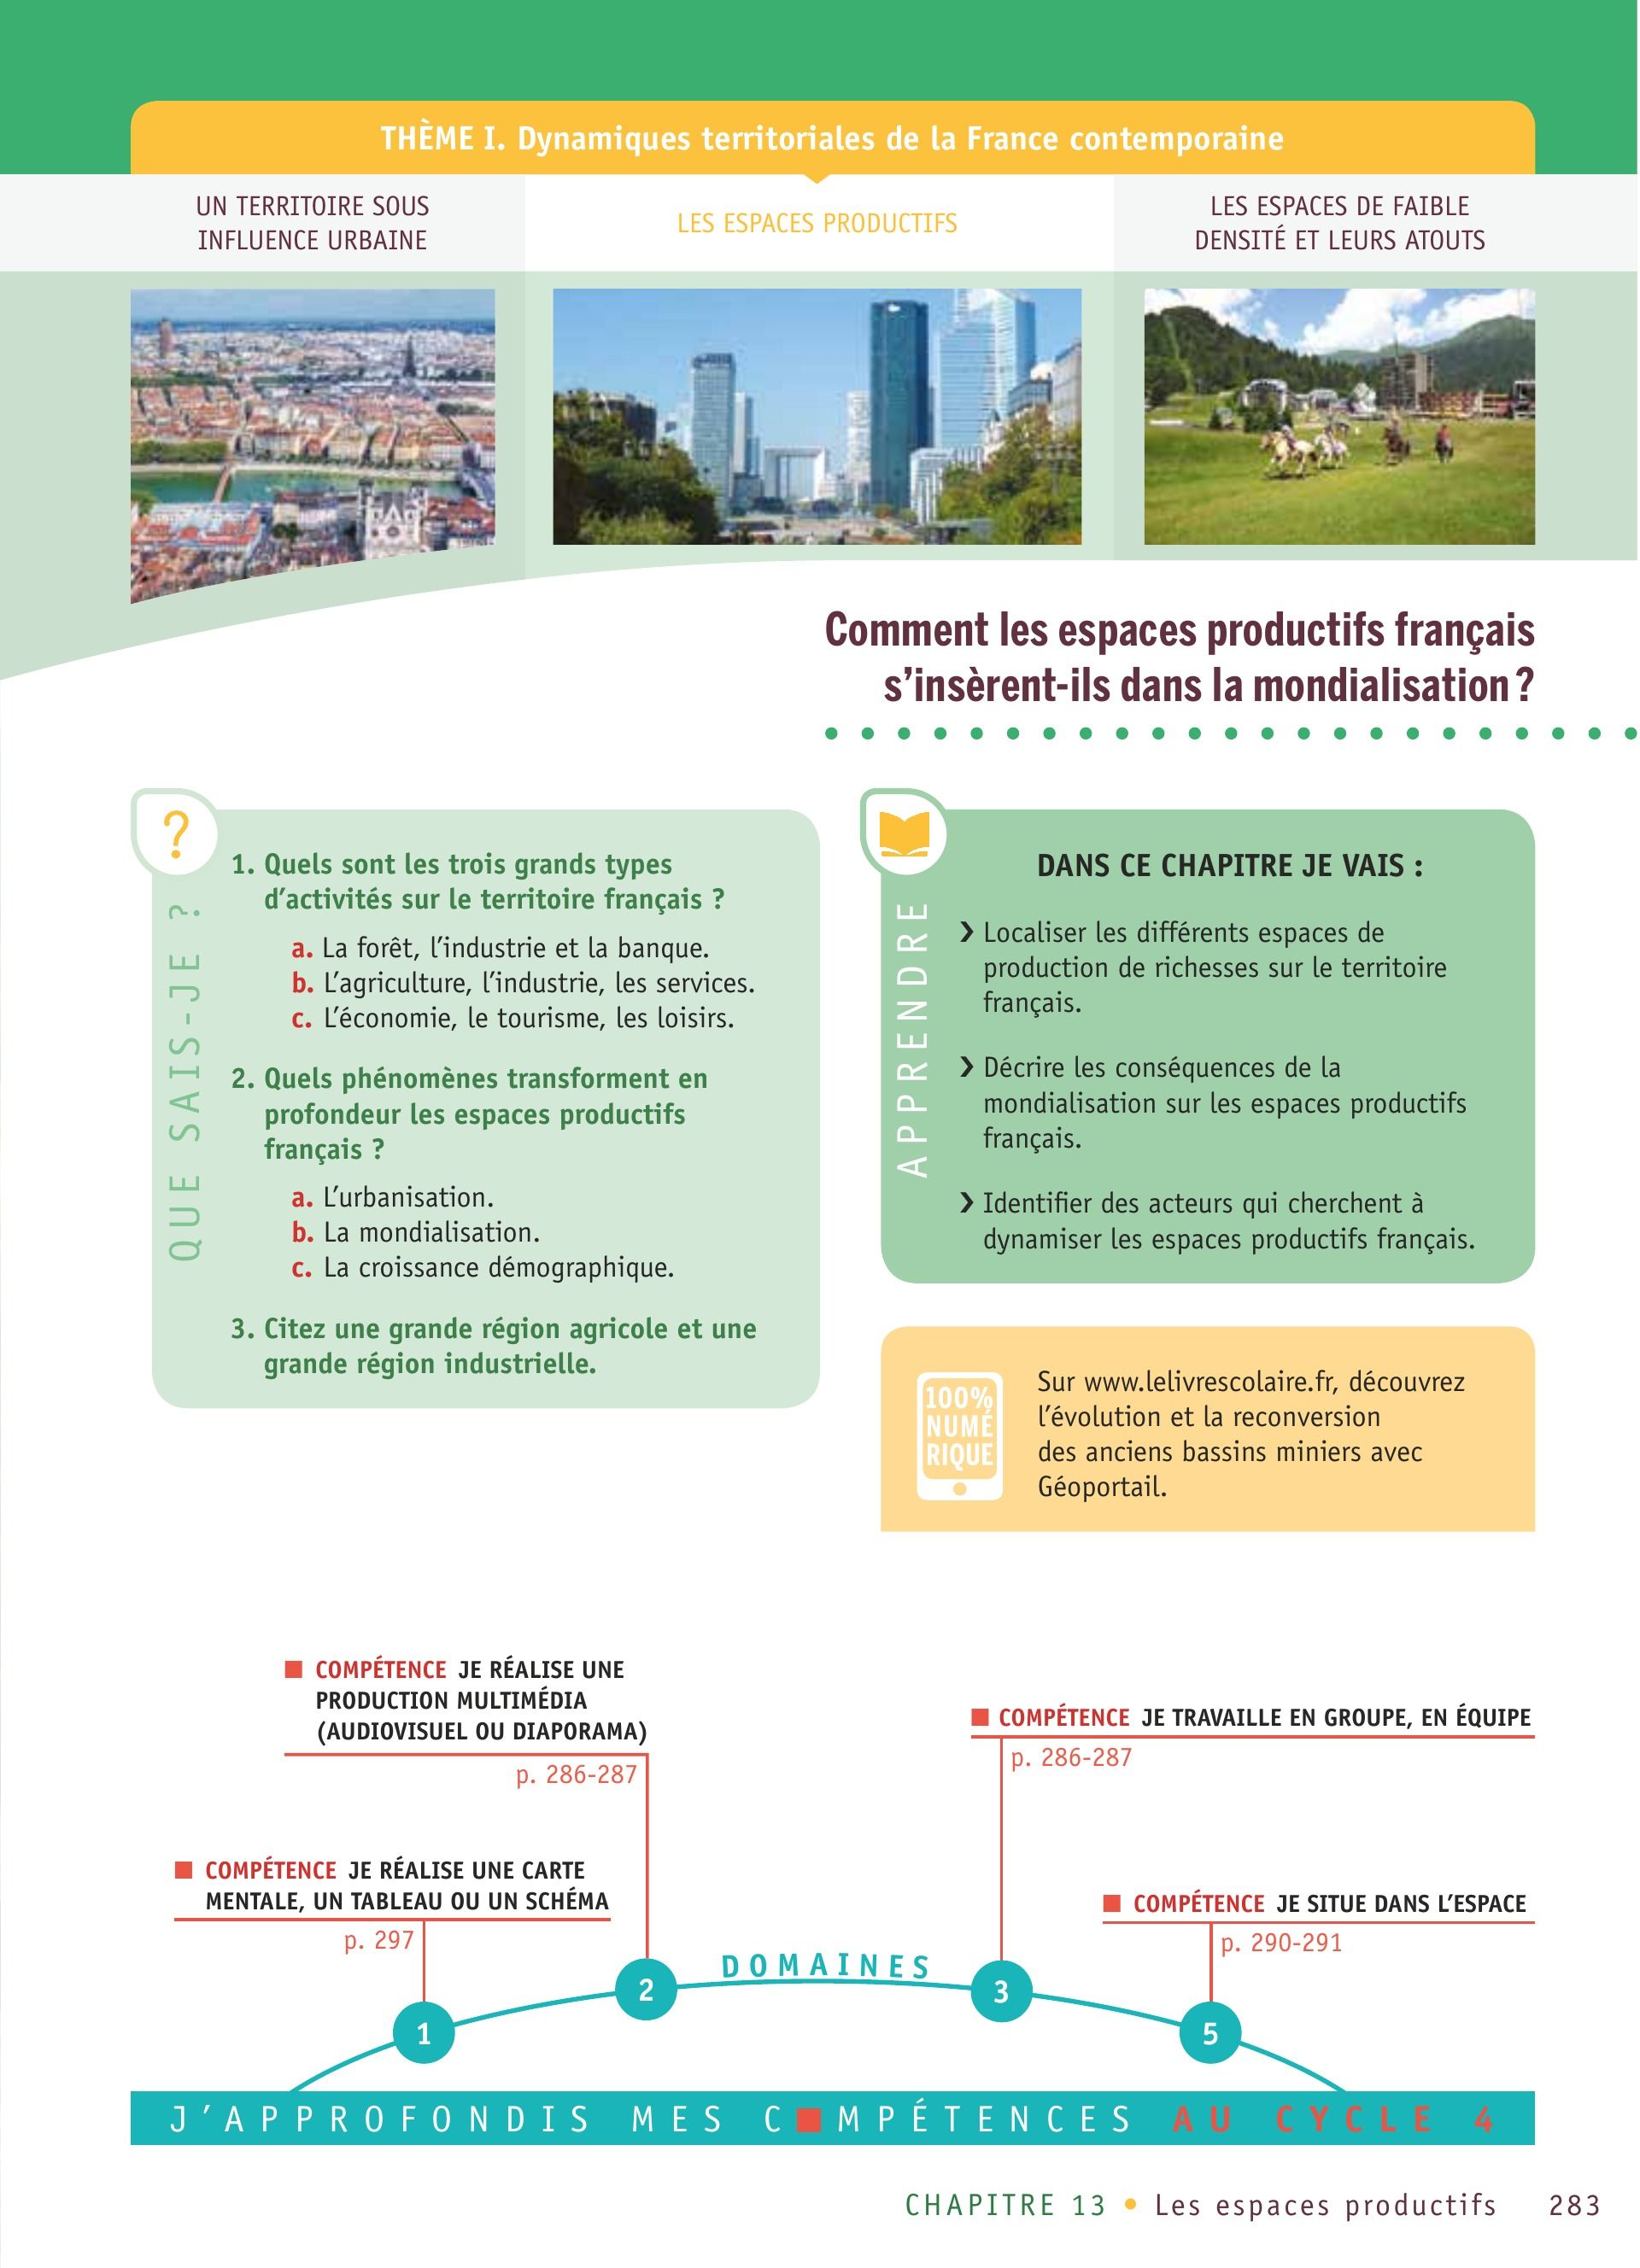 THÈME I. Dynamiques territoriales de la France contemporaine
UN TERRITOIRE SOUS
INFLUENCE URBAINE
LES ESPACES PRODUCTIFS
LES ESPACES DE FAIBLE
DENSITÉ ET LEURS ATOUTS
Comment les espaces productifs français
s’insèrent-ils dans la mondialisation ?
?
QUE SAIS-JE ?
1. Quels sont les trois grands types
d’activités sur le territoire français ?
a. La forêt, l’industrie et la banque.
b. L’agriculture, l’industrie, les services.
c. L’économie, le tourisme, les loisirs.
2. Quels phénomènes transforment en
profondeur les espaces productifs
français ?
a. L’urbanisation.
b. La mondialisation.
c. La croissance démographique.
3. Citez une grande région agricole et une
grande région industrielle.
APPRENDRE
DANS CE CHAPITRE JE VAIS :
❯ Localiser les différents espaces de
production de richesses sur le territoire
français.
❯ Décrire les conséquences de la
mondialisation sur les espaces productifs
français.
❯ Identifier des acteurs qui cherchent à
dynamiser les espaces productifs français.
100%
NUMÉ
RIQUE
Sur www.lelivrescolaire.fr, découvrez
l’évolution et la reconversion
des anciens bassins miniers avec
Géoportail.
■ COMPÉTENCE JE RÉALISE UNE
PRODUCTION MULTIMÉDIA
(AUDIOVISUEL OU DIAPORAMA)
p. 286-287
■ COMPÉTENCE JE TRAVAILLE EN GROUPE, EN ÉQUIPE
p. 286-287
■ COMPÉTENCE JE RÉALISE UNE CARTE
MENTALE, UN TABLEAU OU UN SCHÉMA
p. 297
■ COMPÉTENCE JE SITUE DANS L’ESPACE
p. 290-291
DOMAINES
1
2
3
5
J’APPROFONDIS MES C■MPÉTENCES AU CYCLE 4
CHAPITRE 13 • Les espaces productifs 283